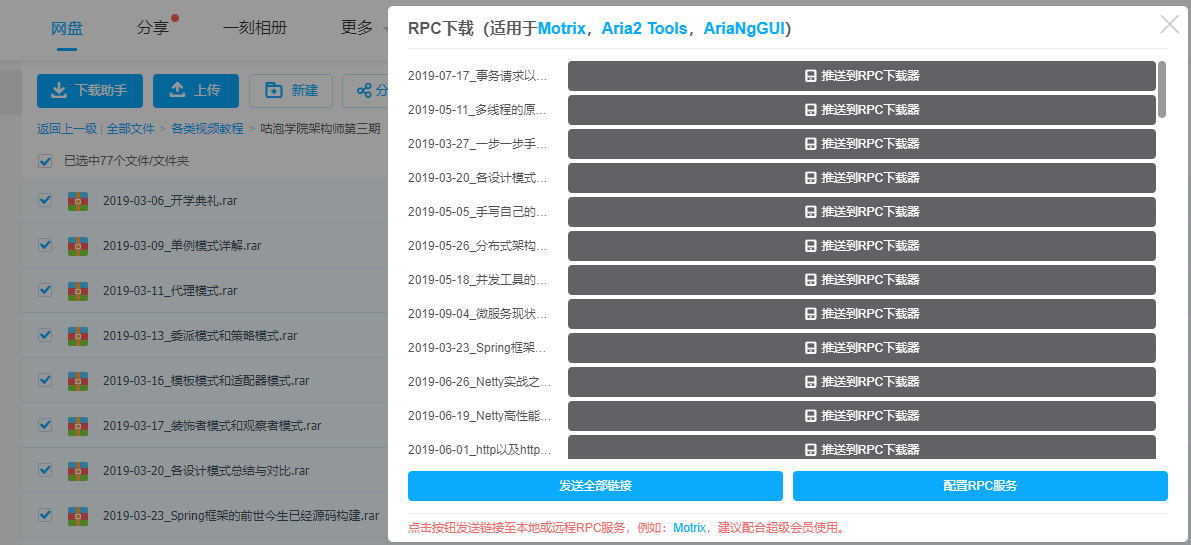 网盘 分享 一刻相册 更多
下载助手 上传 新建 分
返回上一级 | 全部文件 > 各类视频教程 > 咕泡学院架构师第三期
已选中77个文件/文件夹
2019-03-06_开学典礼.rar
2019-03-09_单例模式详解.rar
2019-03-11_代理模式.rar
2019-03-13_委派模式和策略模式.rar
2019-03-16_模板模式和适配器模式.rar
2019-03-17_装饰者模式和观察者模式.rar
2019-03-20_各设计模式总结与对比.rar
2019-03-23_Spring框架的前世今生已经源码构建.rar
RPC下载（适用于Motrix，Aria2 Tools，AriaNgGUI）
2019-07-17_事务请求以... 推送到RPC下载器
2019-05-11_多线程的原... 推送到RPC下载器
2019-03-27_一步一步手... 推送到RPC下载器
2019-03-20_各设计模式... 推送到RPC下载器
2019-05-05_手写自己的... 推送到RPC下载器
2019-05-26_分布式架构... 推送到RPC下载器
2019-05-18_并发工具的... 推送到RPC下载器
2019-09-04_微服务现状... 推送到RPC下载器
2019-03-23_Spring框架... 推送到RPC下载器
2019-06-26_Netty实战之... 推送到RPC下载器
2019-06-19_Netty高性能... 推送到RPC下载器
2019-06-01_http以及http... 推送到RPC下载器
发送全部链接 配置RPC服务
点击按钮发送链接至本地或远程RPC服务，例如：Motrix，建议配合超级会员使用。